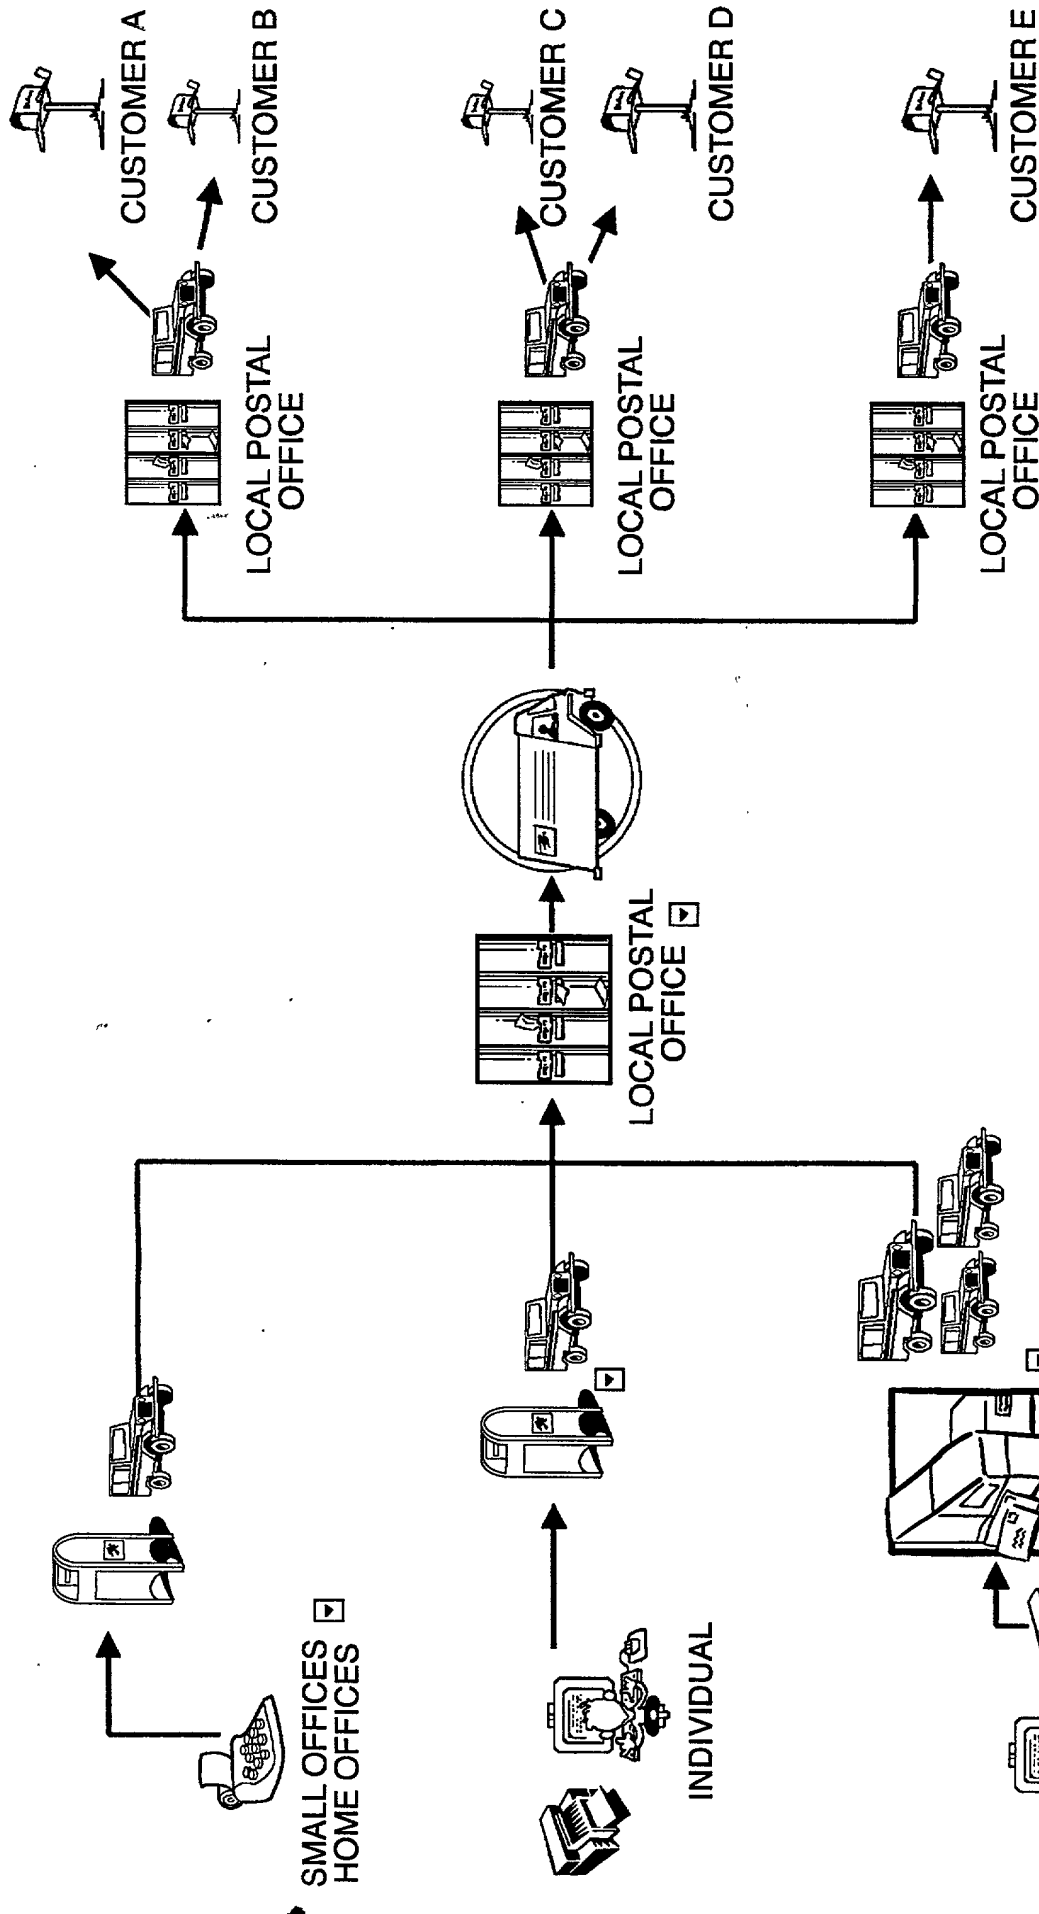 CUSTOMER A
CUSTOMER B
CUSTOMER C
CUSTOMER D
CUSTOMER E
LOCAL POSTAL
OFFICE
LOCAL POSTAL
OFFICE
LOCAL POSTAL
OFFICE
LOCAL POSTAL
OFFICE
SMALL OFFICES
HOME OFFICES
INDIVIDUAL